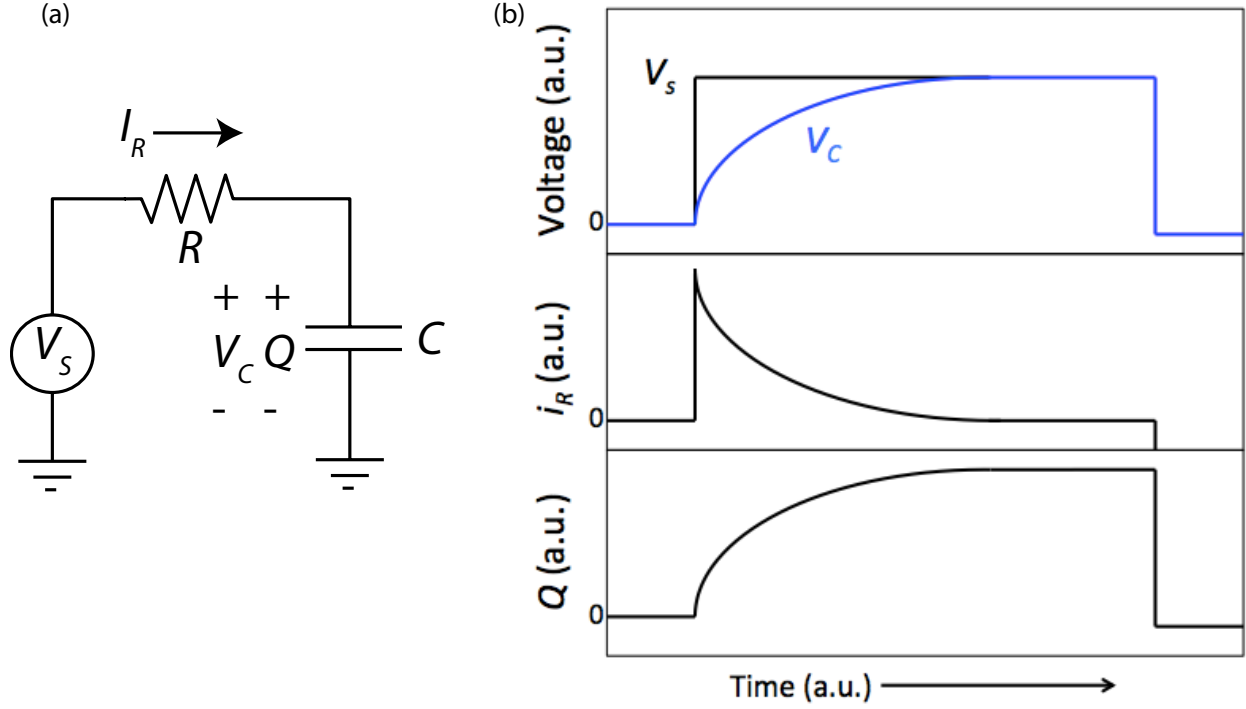 (a)
I_R
R
+ +
V_S
V_C Q
C
- -
(b)
Voltage (a.u.)
V_s
V_C
0
i_R (a.u.)
0
Q (a.u.)
0
Time (a.u.)